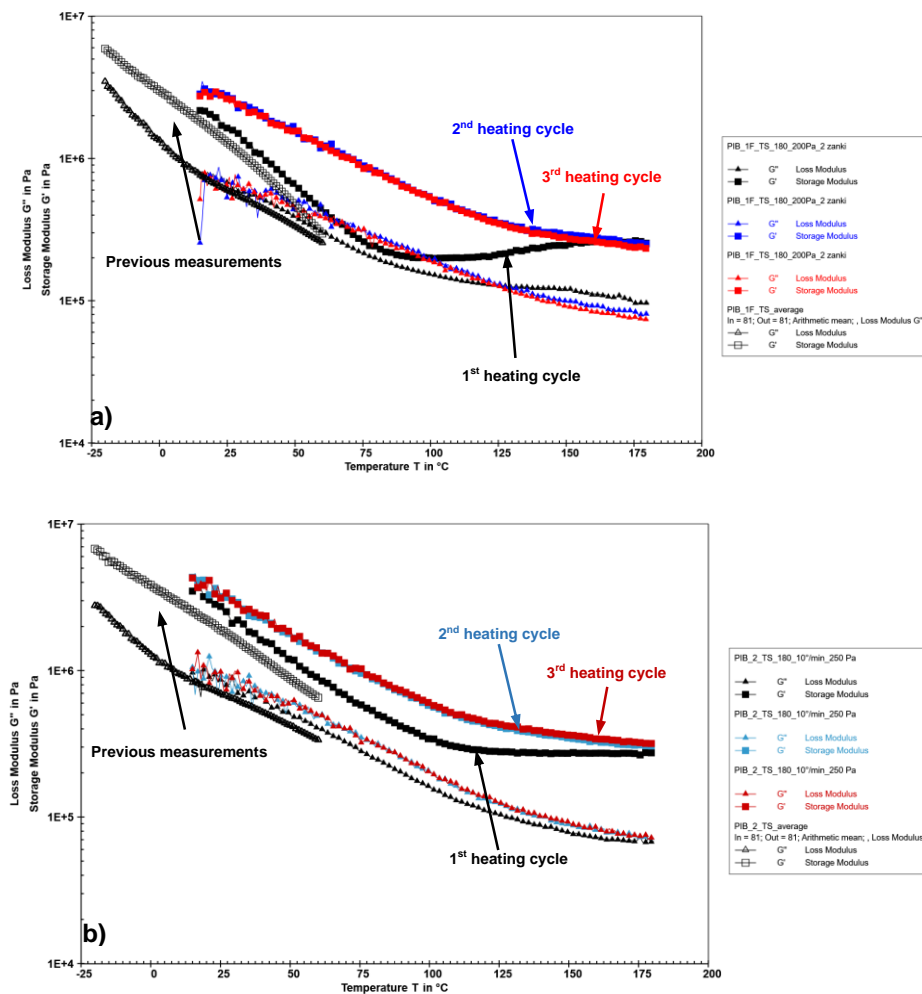 1E+7
1E+6
1E+5
1E+4
Loss Modulus G'' in Pa
Storage Modulus G' in Pa
2nd heating cycle
3rd heating cycle
Previous measurements
1st heating cycle
a)
-25 0 25 50 75 100 125 150 175 200
Temperature T in °C
PIB_1F_TS_180_200Pa_2 zanki
G'' Loss Modulus
G' Storage Modulus
PIB_1F_TS_180_200Pa_2 zanki
G'' Loss Modulus
G' Storage Modulus
PIB_1F_TS_180_200Pa_2 zanki
G'' Loss Modulus
G' Storage Modulus
PIB_1F_TS_average
In = 81; Out = 81; Arithmetic mean; , Loss Modulus G''
G'' Loss Modulus
G' Storage Modulus
1E+7
1E+6
1E+5
1E+4
Loss Modulus G'' in Pa
Storage Modulus G' in Pa
2nd heating cycle
3rd heating cycle
Previous measurements
1st heating cycle
b)
-25 0 25 50 75 100 125 150 175 200
Temperature T in °C
PIB_2_TS_180_10°/min_250 Pa
G'' Loss Modulus
G' Storage Modulus
PIB_2_TS_180_10°/min_250 Pa
G'' Loss Modulus
G' Storage Modulus
PIB_2_TS_180_10°/min_250 Pa
G'' Loss Modulus
G' Storage Modulus
PIB_2_TS_average
In = 81; Out = 81; Arithmetic mean; , Loss Modulus
G'' Loss Modulus
G' Storage Modulus